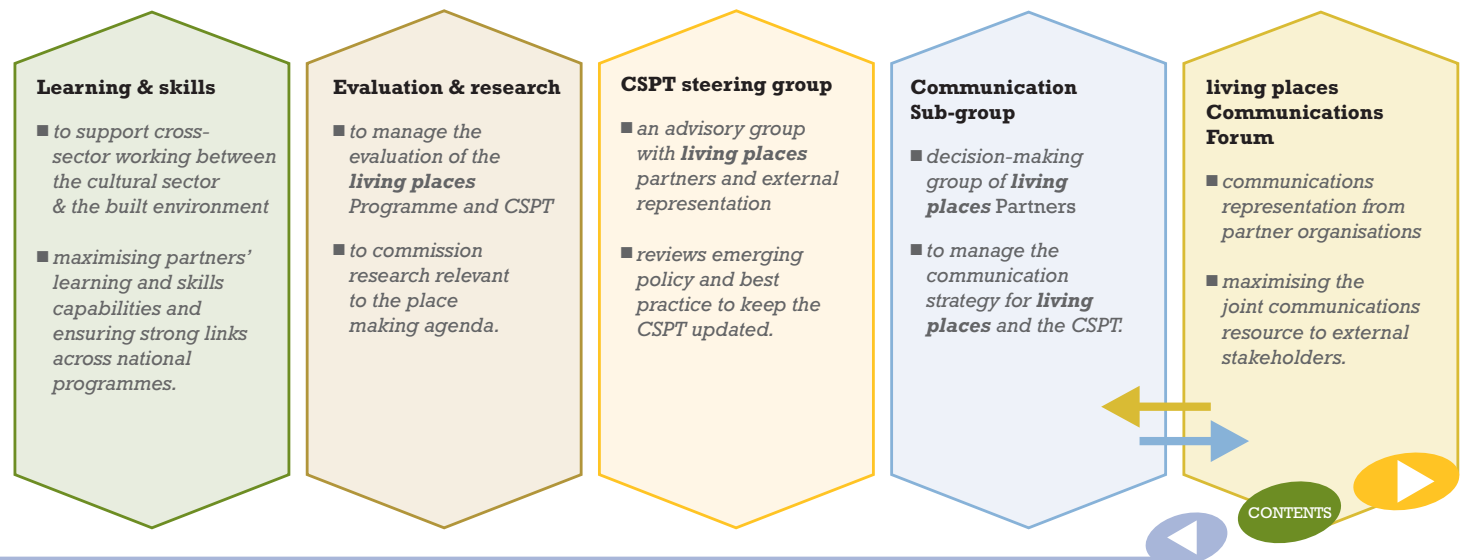 Learning & skills
■ to support cross-
sector working between
the cultural sector
& the built environment
■ maximising partners'
learning and skills
capabilities and
ensuring strong links
across national
programmes.
Evaluation & research
■ to manage the
evaluation of the
living places
Programme and CSPT
■ to commission
research relevant
to the place
making agenda.
CSPT steering group
■ an advisory group
with living places
partners and external
representation
■ reviews emerging
policy and best
practice to keep the
CSPT updated.
Communication
Sub-group
■ decision-making
group of living
places Partners
■ to manage the
communication
strategy for living
places and the CSPT.
living places
Communications
Forum
■ communications
representation from
partner organisations
■ maximising the
joint communications
resource to external
stakeholders.
CONTENTS